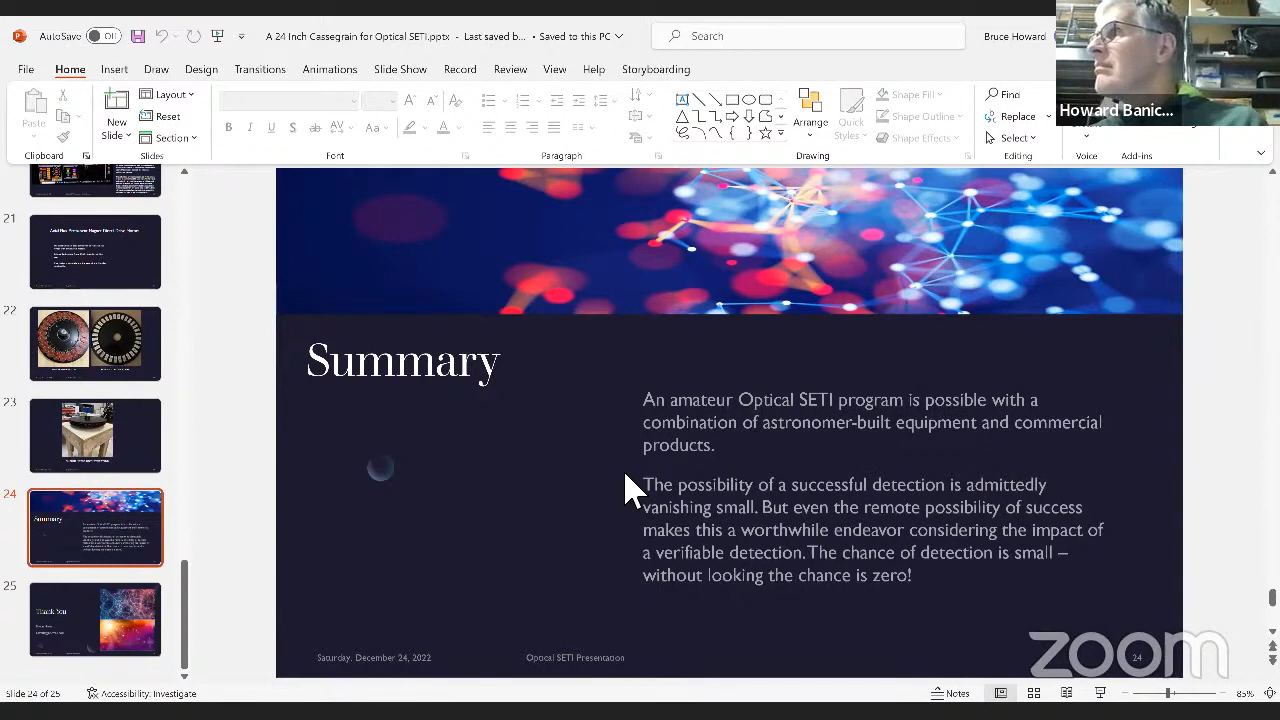 AutoSave
Off
A 24 Inch Cassegra
ptical SETI.pptx
Last saved b...
Saved to this PC
Search
Bruce Howard
File
Home
Insert
Draw
Design
Transitions
Animation
Show
Record
Review
View
Help
Storyboarding
Howard Banic...
Paste
New
Slide
Layout
Reset
Section
Arrange
Quick
Styles
Shape Fill
Shape Outline
Shape Effects
Find
Replace
Select
Clipboard
Slides
Font
Paragraph
Drawing
Editing
Voice
Add-ins
21
22
23
24
Summary
25
Thank You
Summary
An amateur Optical SETI program is possible with a
combination of astronomer-built equipment and commercial
products.
The possibility of a successful detection is admittedly
vanishing small. But even the remote possibility of success
makes this a worthwhile endeavor considering the impact of
a verifiable detection. The chance of detection is small –
without looking the chance is zero!
Saturday, December 24, 2022
Optical SETI Presentation
24
zoom
Slide 24 of 25
Accessibility: Investigate
Notes
85%